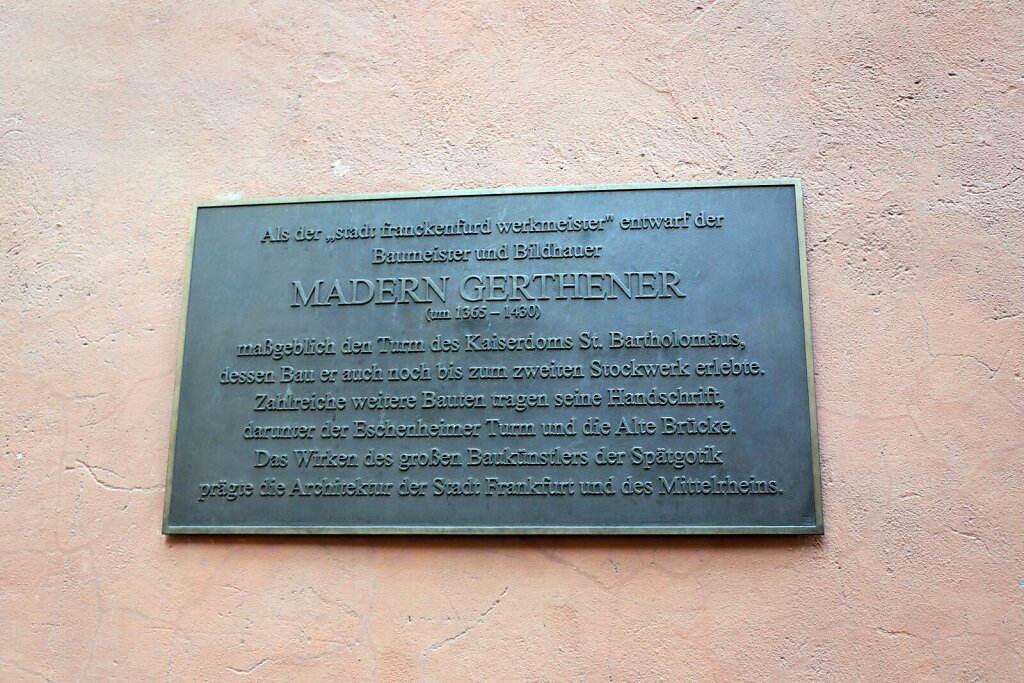 Als der „stadt franckenfurd werkmeister" entwarf der
Baumeister und Bildhauer
MADERN GERTHENER
(um 1365 – 1430)
maßgeblich den Turm des Kaiserdoms St. Bartholomäus,
dessen Bau er auch noch bis zum zweiten Stockwerk erlebte.
Zahlreiche weitere Bauten tragen seine Handschrift,
darunter der Eschenheimer Turm und die Alte Brücke.
Das Wirken des großen Baukünstlers der Spätgotik
prägte die Architektur der Stadt Frankfurt und des Mittelrheins.